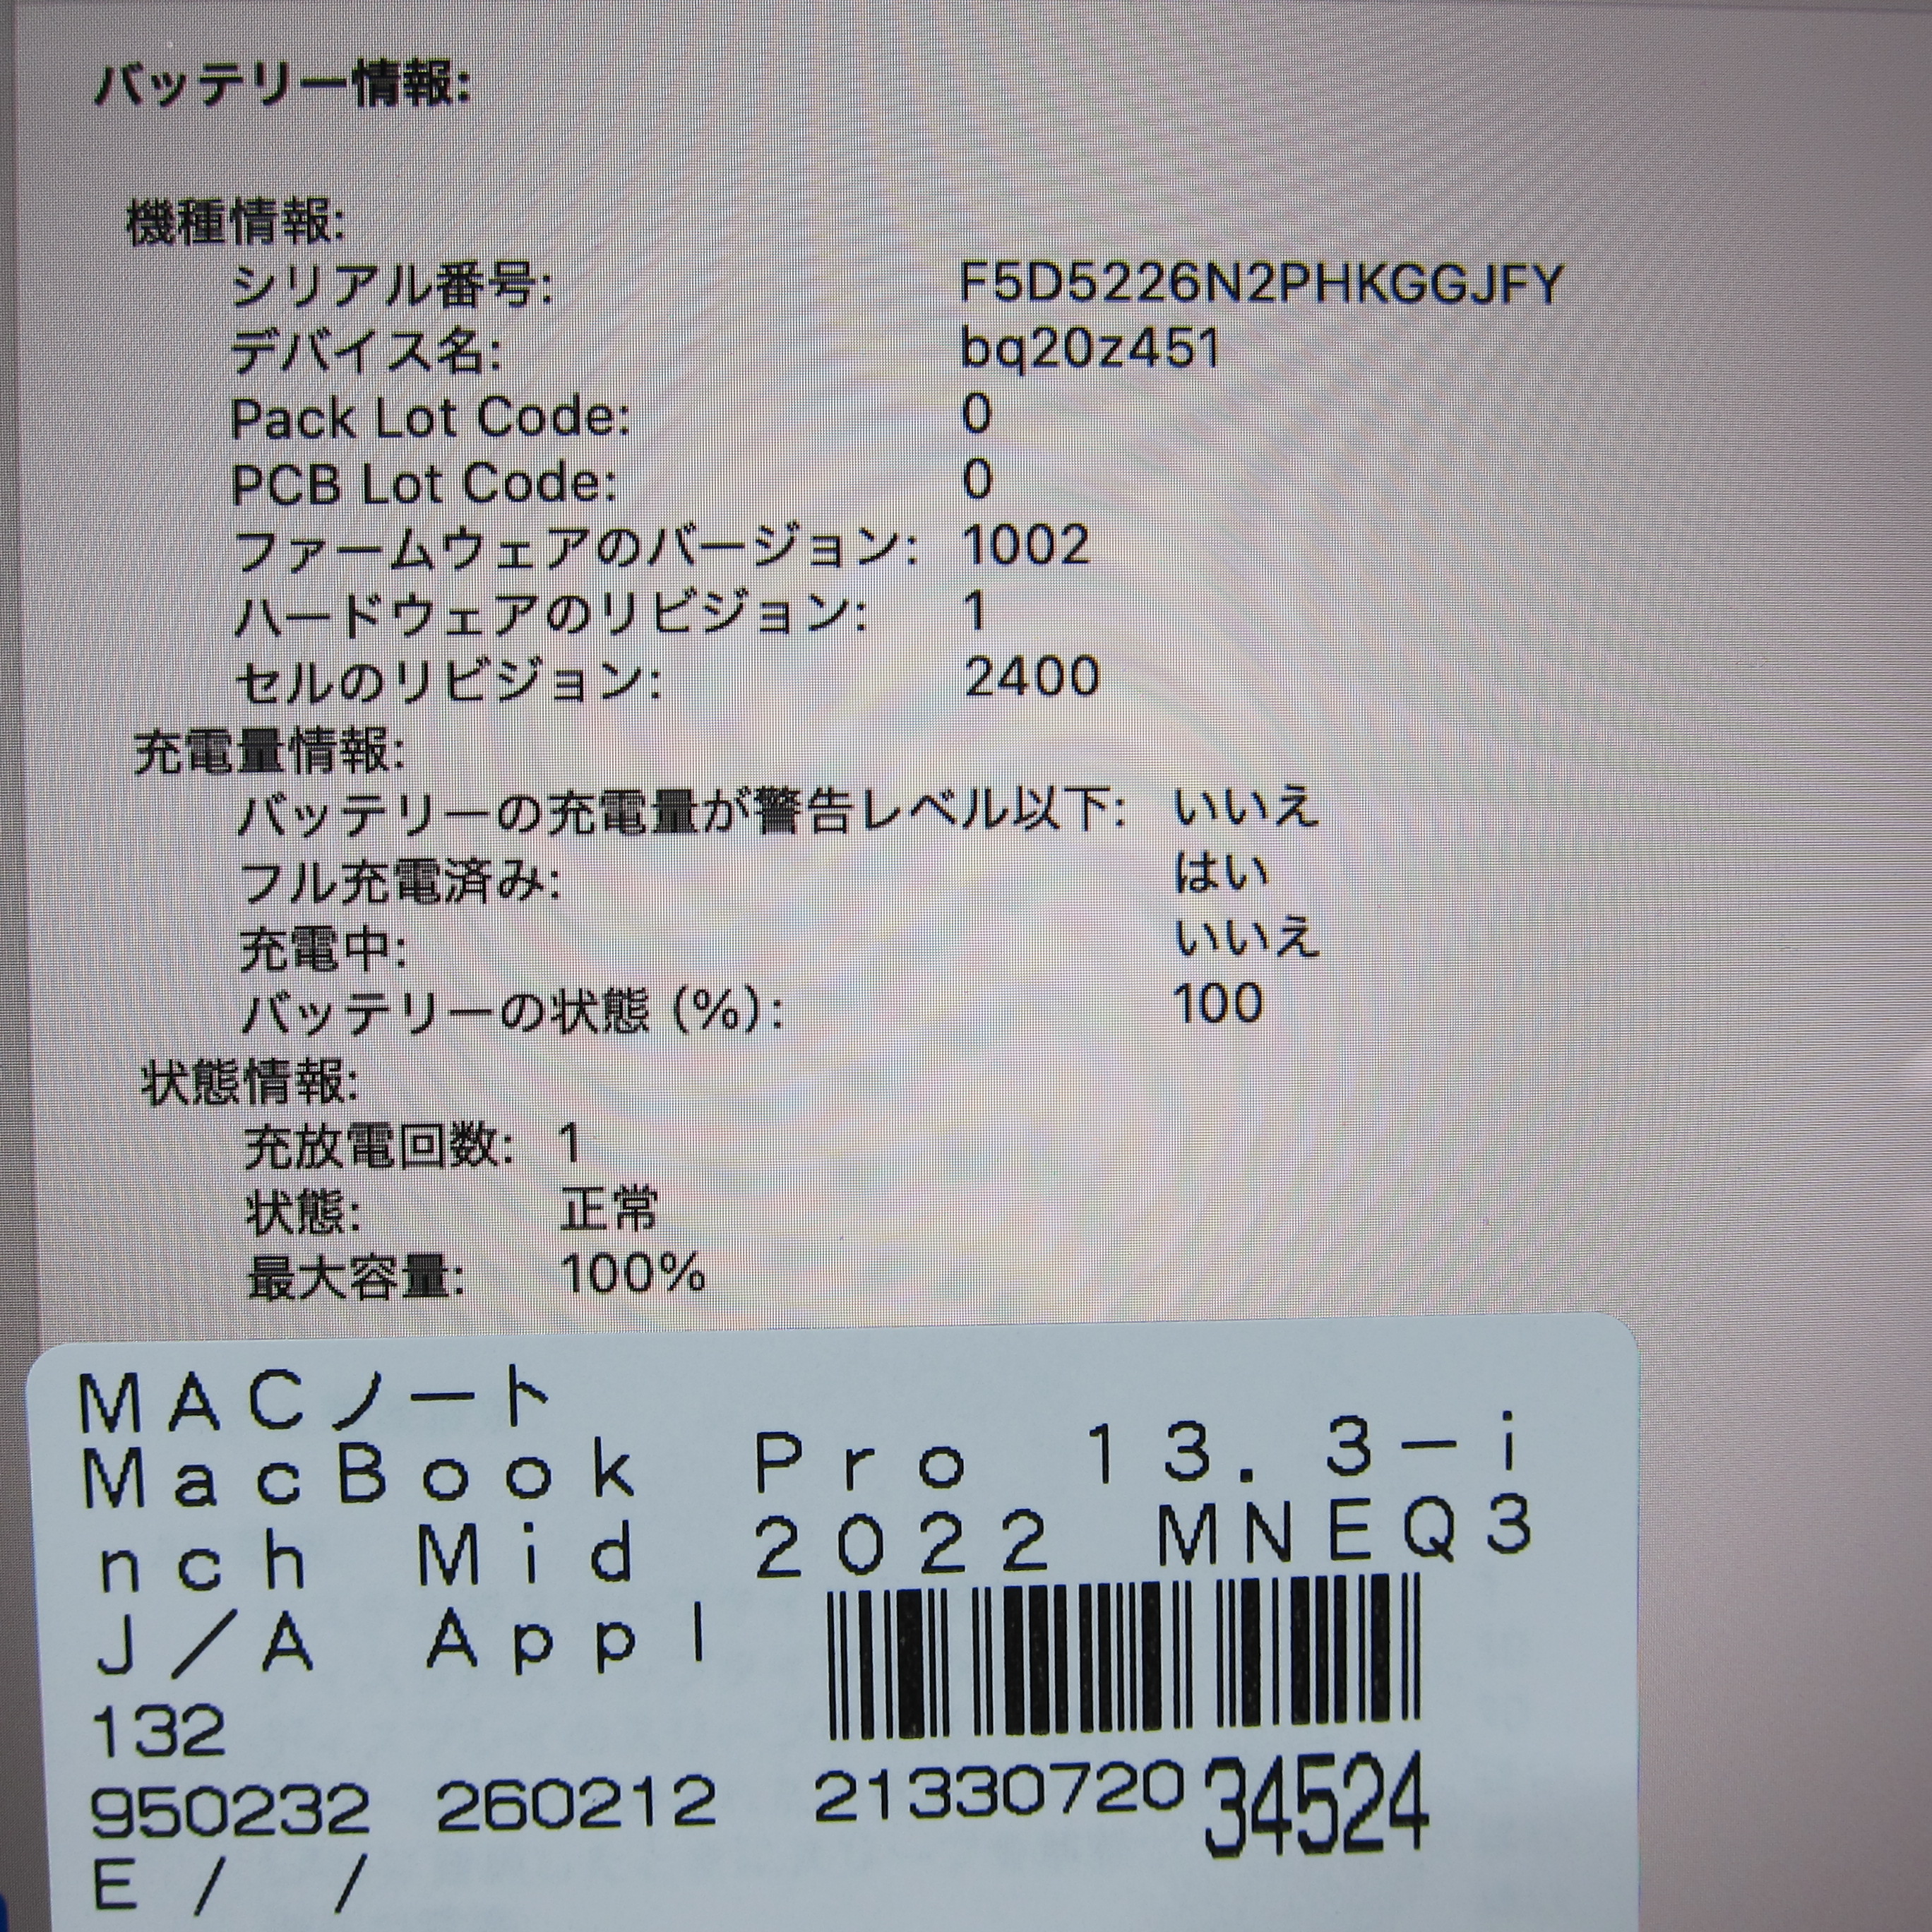 バッテリー情報:
機種情報:
シリアル番号: F5D5226N2PHKGGJFY
デバイス名: bq20z451
Pack Lot Code: 0
PCB Lot Code: 0
ファームウェアのバージョン: 1002
ハードウェアのリビジョン: 1
セルのリビジョン: 2400
充電量情報:
バッテリーの充電量が警告レベル以下: いいえ
フル充電済み: はい
充電中: いいえ
バッテリーの状態 (%): 100
状態情報:
充放電回数: 1
状態: 正常
最大容量: 100%
MACノート
MacBook Pro 13.3-i
nch Mid 2022 MNEQ3
J/A Appl
132
950232 260212 21330720 34524
E / /